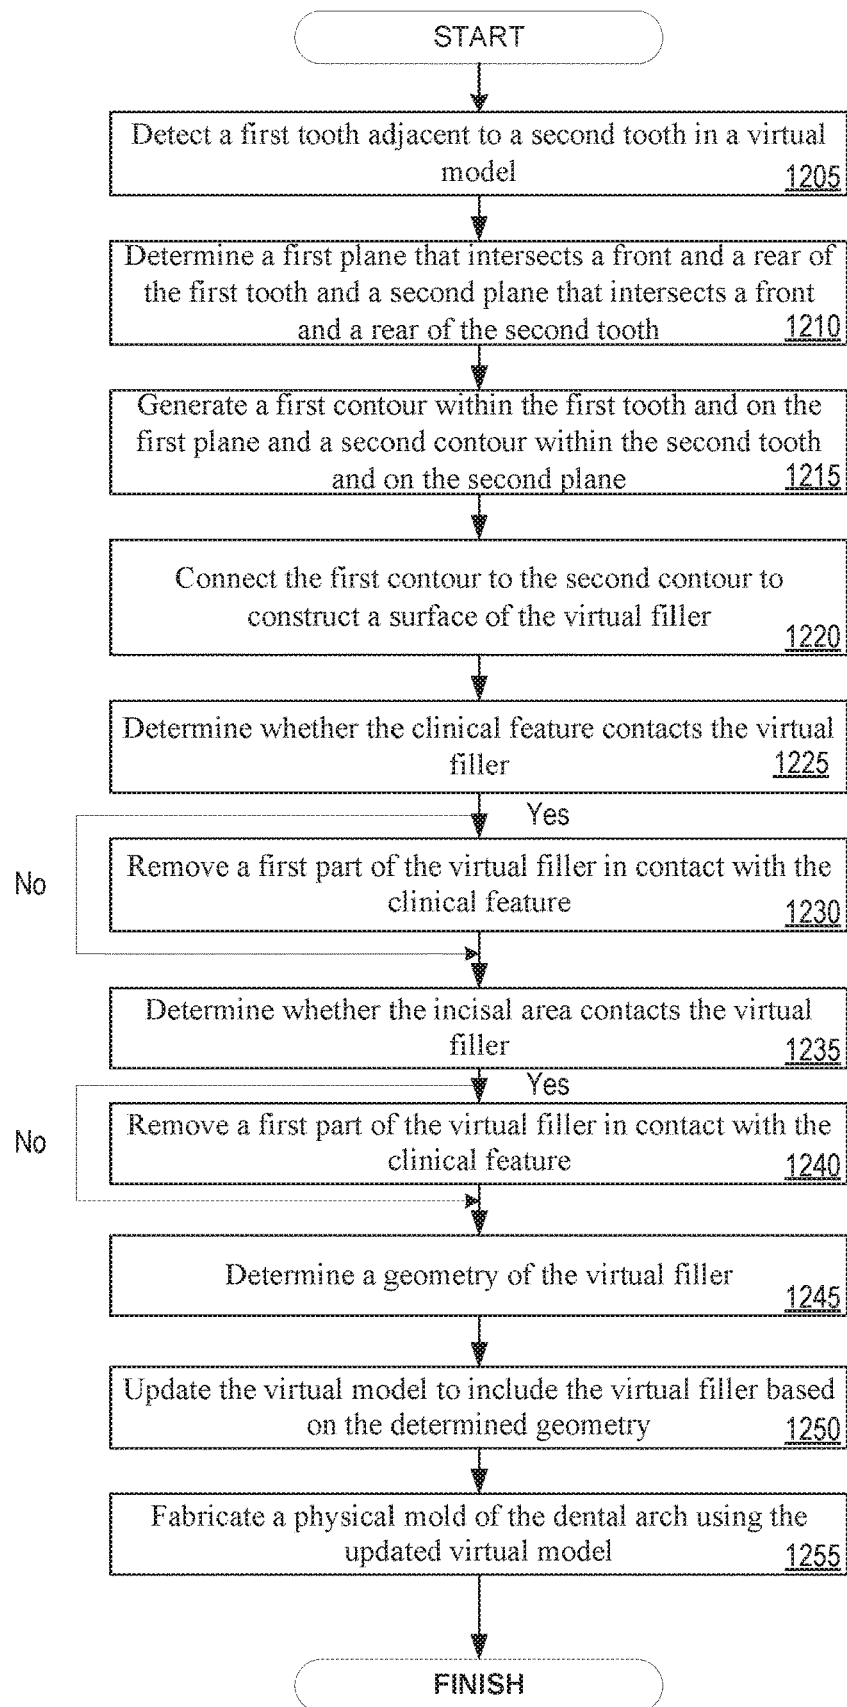 START
Detect a first tooth adjacent to a second tooth in a virtual
model
1205
Determine a first plane that intersects a front and a rear of
the first tooth and a second plane that intersects a front
and a rear of the second tooth
1210
Generate a first contour within the first tooth and on the
first plane and a second contour within the second tooth
and on the second plane
1215
Connect the first contour to the second contour to
construct a surface of the virtual filler
1220
Determine whether the clinical feature contacts the virtual
filler
1225
Yes
No
Remove a first part of the virtual filler in contact with the
clinical feature
1230
Determine whether the incisal area contacts the virtual
filler
1235
Yes
No
Remove a first part of the virtual filler in contact with the
clinical feature
1240
Determine a geometry of the virtual filler
1245
Update the virtual model to include the virtual filler based
on the determined geometry
1250
Fabricate a physical mold of the dental arch using the
updated virtual model
1255
FINISH